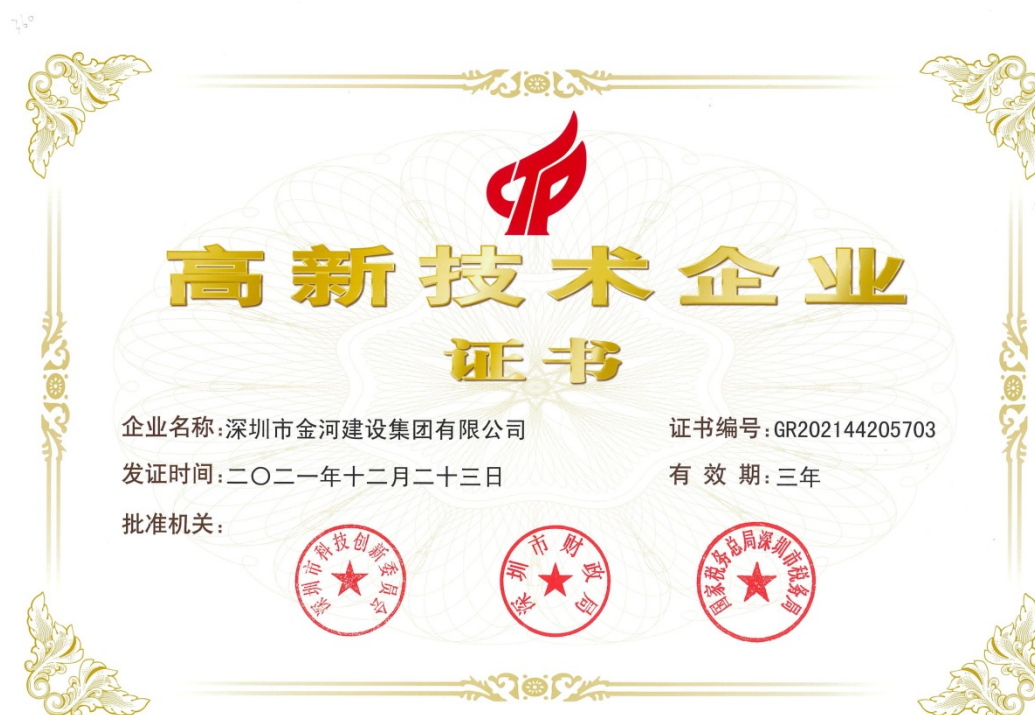 360
CTP
高新技术企业
证书
企业名称:深圳市金河建设集团有限公司
证书编号:GR202144205703
发证时间:二〇二一年十二月二十三日
有效期:三年
批准机关:
深圳市科技创新委员会
深圳市财政局
国家税务总局深圳市税务局